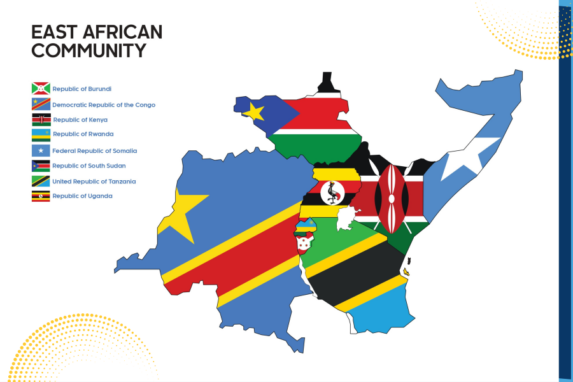 EAST AFRICAN
COMMUNITY
Republic of Burundi
Democratic Republic of the Congo
Republic of Kenya
Republic of Rwanda
Federal Republic of Somalia
Republic of South Sudan
United Republic of Tanzania
Republic of Uganda